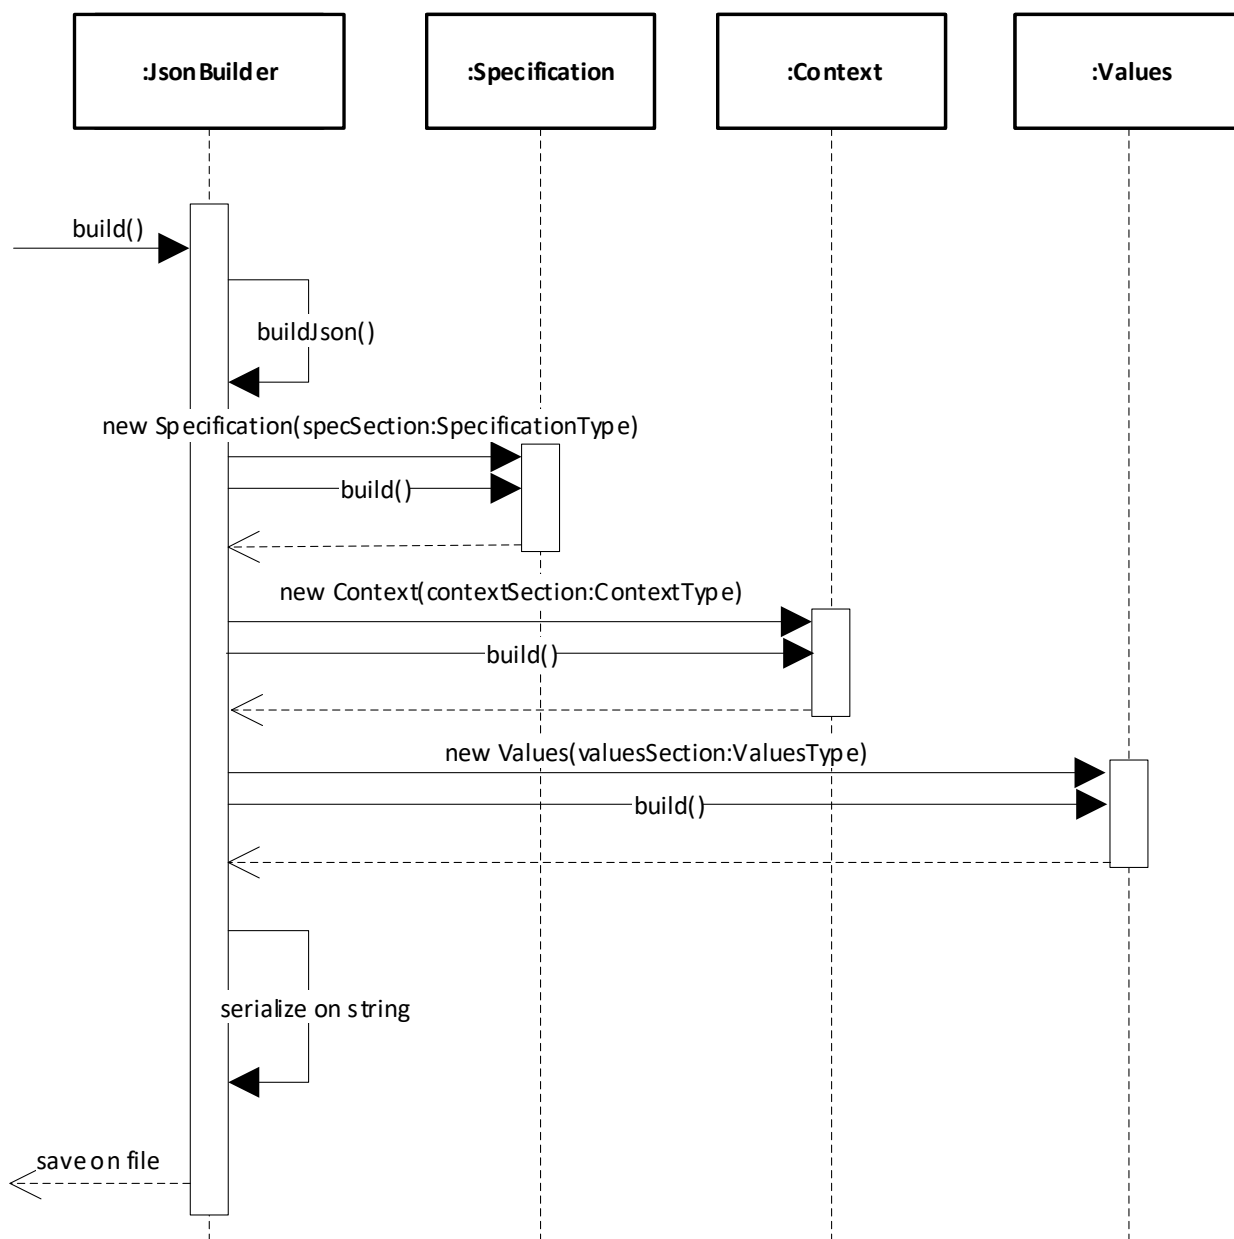 :JsonBuilder
:Specification
:Context
:Values
build()
buildJson()
new Specification(specSection:SpecificationType)
build()
new Context(contextSection:ContextType)
build()
new Values(valuesSection:ValuesType)
build()
serialize on string
save on file